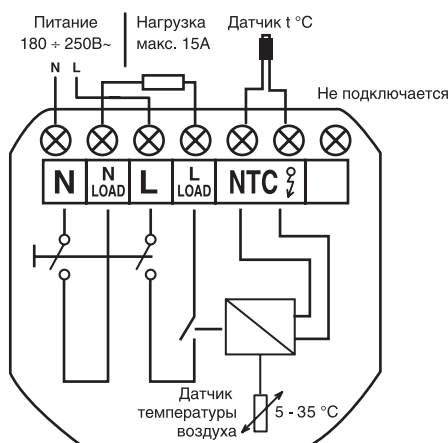 Питание
180 ÷ 250В~
Нагрузка
макс. 15А
Датчик t °C
N L
Не подключается
N
N
LOAD
L
L
LOAD
NTC
Датчик
температуры
воздуха
5 - 35 °C